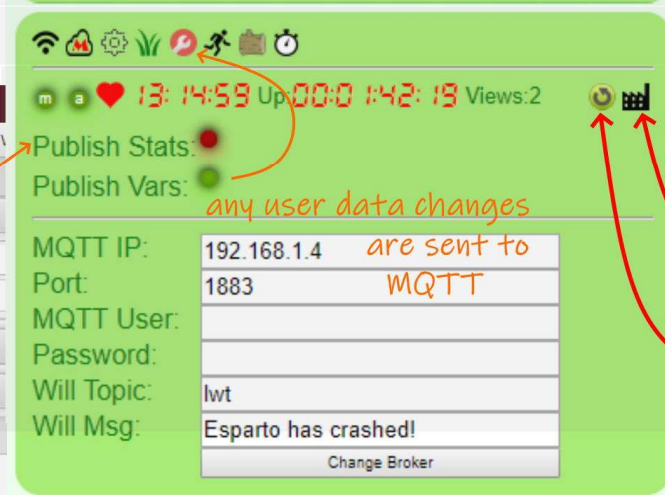 m a 13:14:59 Up:00:01:42:19 Views:2
Publish Stats:
Publish Vars:
any user data changes
are sent to
MQTT
MQTT IP: 192.168.1.4
Port: 1883
MQTT User:
Password:
Will Topic: lwt
Will Msg: Esparto has crashed!
Change Broker